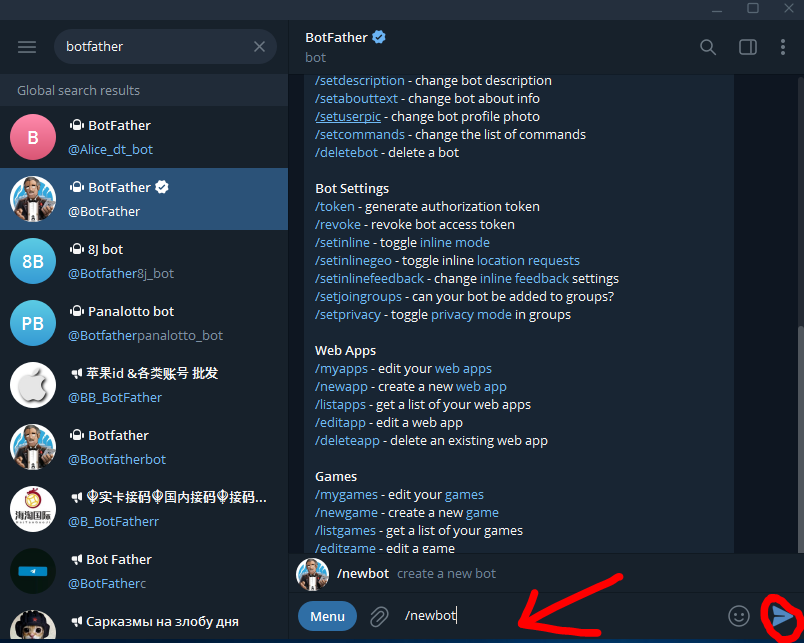 botfather
Global search results
B
BotFather
@Alice_dt_bot
BotFather
@BotFather
8B
8J bot
@Botfather8j_bot
PB
Panalotto bot
@Botfatherpanalotto_bot
苹果id &各类账号 批发
@BB_BotFather
Botfather
@Bootfatherbot
实卡接码国内接码接码...
@B_BotFatherr
海淘国际
Bot Father
@BotFatherc
Сарказмы на злобу дня
BotFather
bot
/setdescription - change bot description
/setabouttext - change bot about info
/setuserpic - change bot profile photo
/setcommands - change the list of commands
/deletebot - delete a bot
Bot Settings
/token - generate authorization token
/revoke - revoke bot access token
/setinline - toggle inline mode
/setinlinegeo - toggle inline location requests
/setinlinefeedback - change inline feedback settings
/setjoingroups - can your bot be added to groups?
/setprivacy - toggle privacy mode in groups
Web Apps
/myapps - edit your web apps
/newapp - create a new web app
/listapps - get a list of your web apps
/editapp - edit a web app
/deleteapp - delete an existing web app
Games
/mygames - edit your games
/newgame - create a new game
/listgames - get a list of your games
/editgame - edit a game
/newbot create a new bot
Menu
/newbot